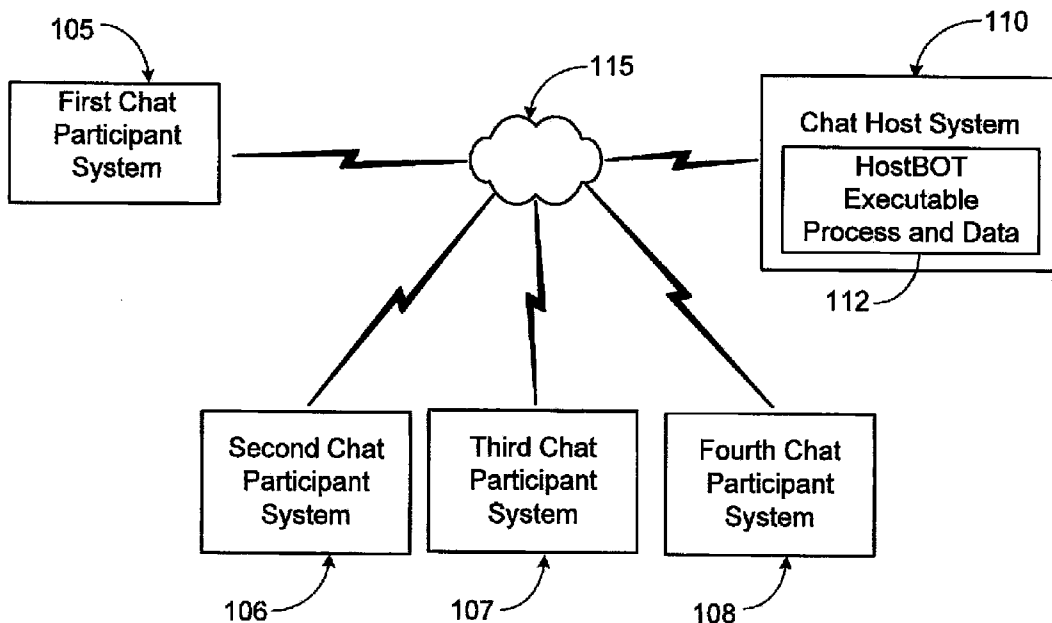 105
First Chat
Participant
System
115
110
Chat Host System
HostBOT
Executable
Process and Data
112
Second Chat
Participant
System
106
Third Chat
Participant
System
107
Fourth Chat
Participant
System
108